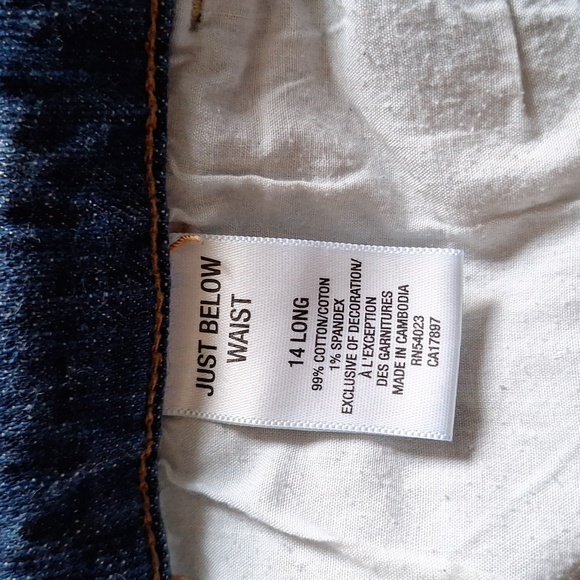 JUST BELOW
WAIST
14 LONG
99% COTTON/COTON
1% SPANDEX
EXCLUSIVE OF DECORATION/
À L'EXCEPTION
DES GARNITURES
MADE IN CAMBODIA
RN54023
CA17897